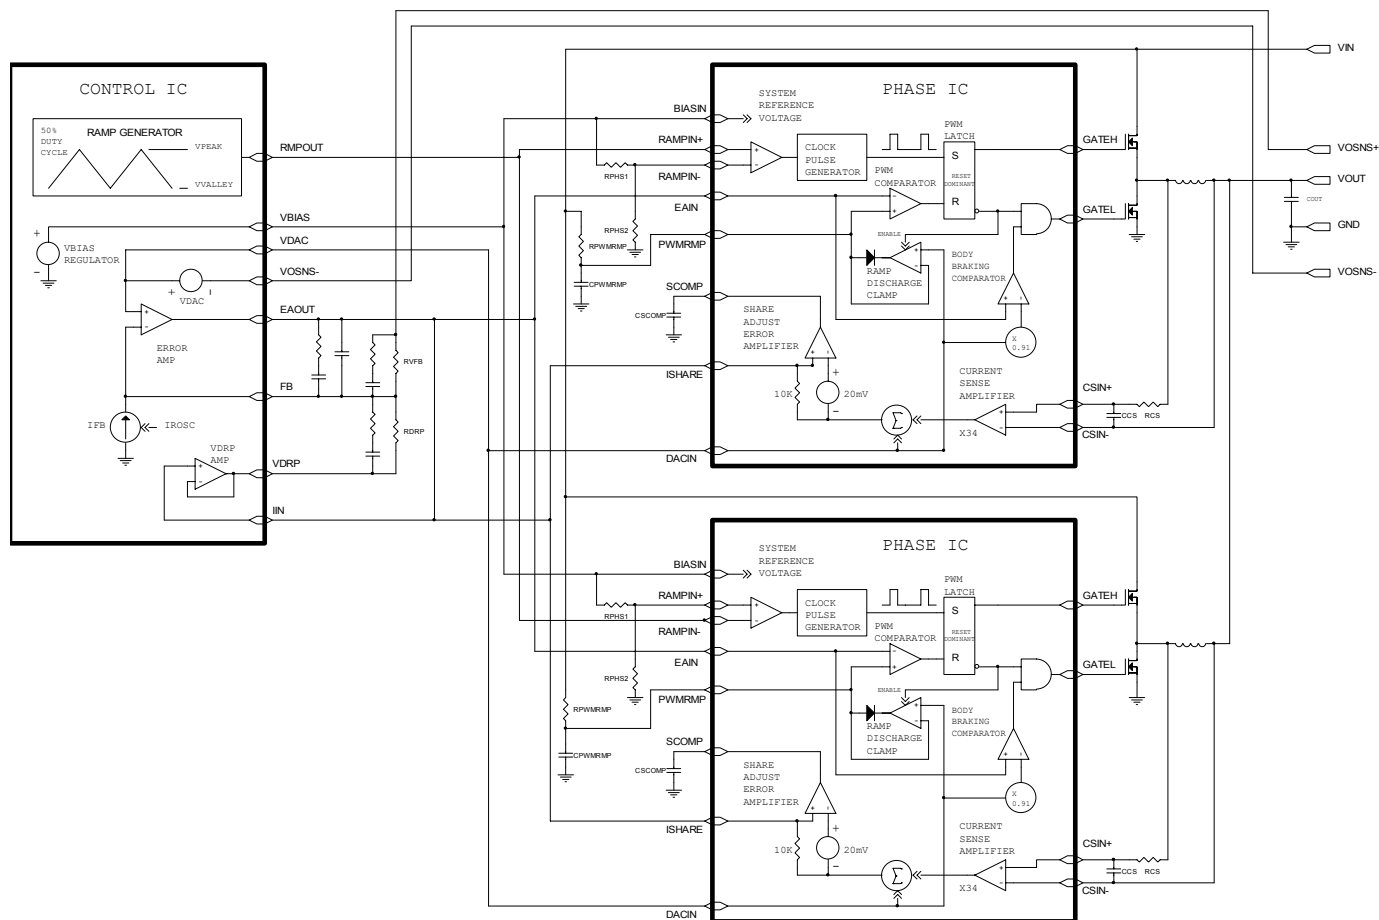 CONTROL IC
50%
DUTY
CYCLE
RAMP GENERATOR
VPEAK
VVALLEY
RMPOUT
VBIAS
+
-
VBIAS
REGULATOR
VDAC
VOSNS-
+
-
VDAC
EAOUT
+
-
ERROR
AMP
RVFB
FB
IFB
IROSC
RDRP
VDRP
AMP
+
-
VDRP
IIN
VIN
VOSNS+
VOUT
COUT
GND
VOSNS-
PHASE IC
BIASIN
SYSTEM
REFERENCE
VOLTAGE
RAMPIN+
RPHS1
RAMPIN-
+
-
CLOCK
PULSE
GENERATOR
PWM
LATCH
S
RESET
DOMINANT
R
GATEH
PWM
COMPARATOR
-
+
EAIN
RPHS2
PWMRMP
RPWMRMP
CPWMRMP
ENABLE
+
-
RAMP
DISCHARGE
CLAMP
BODY
BRAKING
COMPARATOR
+
-
GATEL
SCOMP
CSCOMP
SHARE
ADJUST
ERROR
AMPLIFIER
+
-
X
0.91
ISHARE
10K
+
-
20mV
Σ
CURRENT
SENSE
AMPLIFIER
+
-
X34
CSIN+
CCS
RCS
CSIN-
DACIN
PHASE IC
BIASIN
SYSTEM
REFERENCE
VOLTAGE
RAMPIN+
RPHS1
RAMPIN-
+
-
CLOCK
PULSE
GENERATOR
PWM
LATCH
S
RESET
DOMINANT
R
GATEH
PWM
COMPARATOR
-
+
EAIN
RPHS2
PWMRMP
RPWMRMP
CPWMRMP
ENABLE
+
-
RAMP
DISCHARGE
CLAMP
BODY
BRAKING
COMPARATOR
+
-
GATEL
SCOMP
CSCOMP
SHARE
ADJUST
ERROR
AMPLIFIER
+
-
X
0.91
ISHARE
10K
+
-
20mV
Σ
CURRENT
SENSE
AMPLIFIER
+
-
X34
CSIN+
CCS
RCS
CSIN-
DACIN